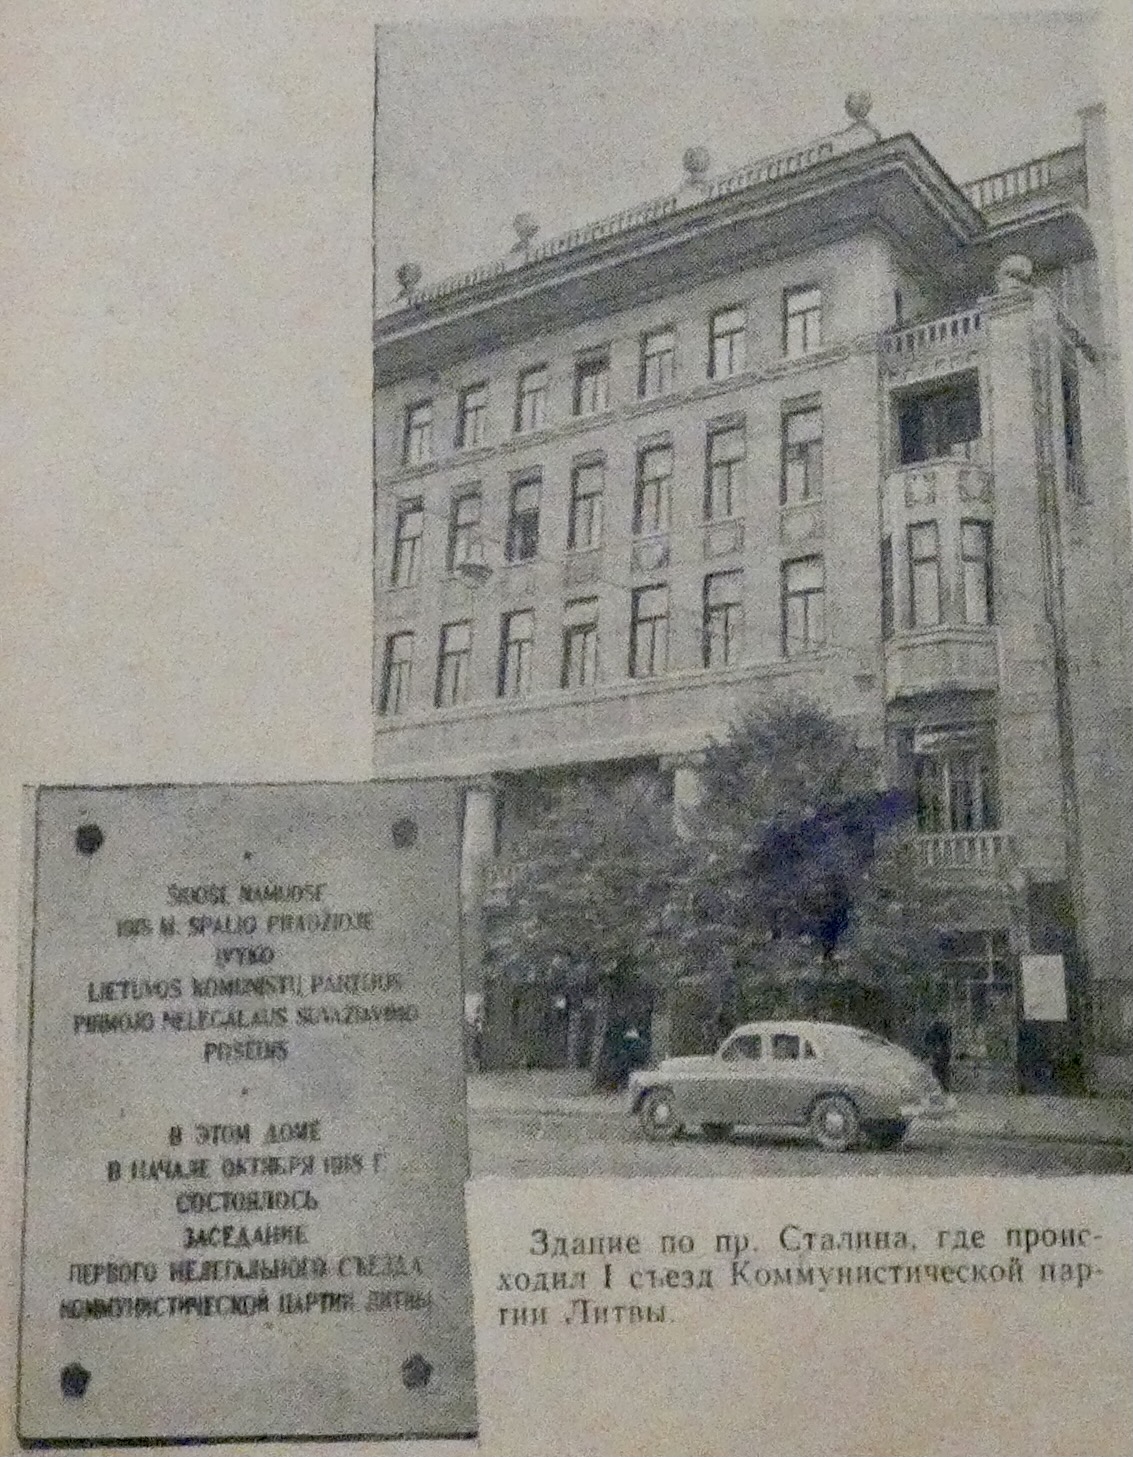 ŠIUOSE NAMUOSE
1918 M. SPALIO PRADŽIOJE
ĮVYKO
LIETUVOS KOMUNISTŲ PARTIJOS
PIRMOJO NELEGALAUS SUVAŽIAVIMO
POSĖDIS
В ЭТОМ ДОМЕ
В НАЧАЛЕ ОКТЯБРЯ 1918 Г.
СОСТОЯЛОСЬ
ЗАСЕДАНИЕ
ПЕРВОГО НЕЛЕГАЛЬНОГО СЪЕЗДА
КОММУНИСТИЧЕСКОЙ ПАРТИИ ЛИТВЫ
Здание по пр. Сталина, где проис-
ходил I съезд Коммунистической пар-
тии Литвы.